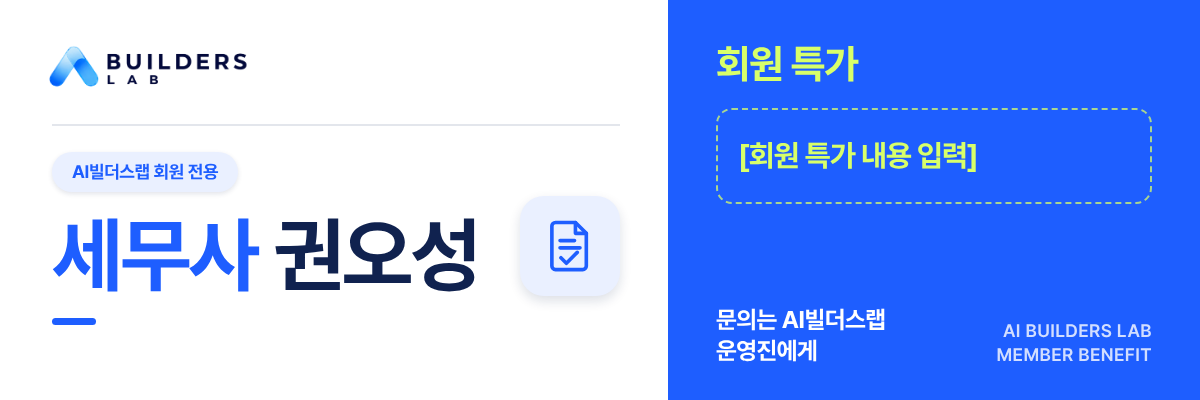 BUILDERS
LAB
AI빌더스랩 회원 전용
세무사 권오성
회원 특가
[회원 특가 내용 입력]
문의는 AI빌더스랩
운영진에게
AI BUILDERS LAB
MEMBER BENEFIT